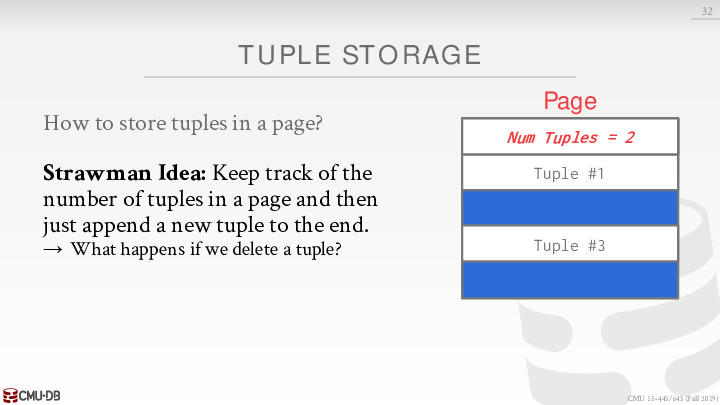 32
TUPLE STORAGE
How to store tuples in a page?
Strawman Idea: Keep track of the
number of tuples in a page and then
just append a new tuple to the end.
→ What happens if we delete a tuple?
Page
Num Tuples = 2
Tuple #1
Tuple #3
CMU·DB
CMU 15-445/645 (Fall 2019)